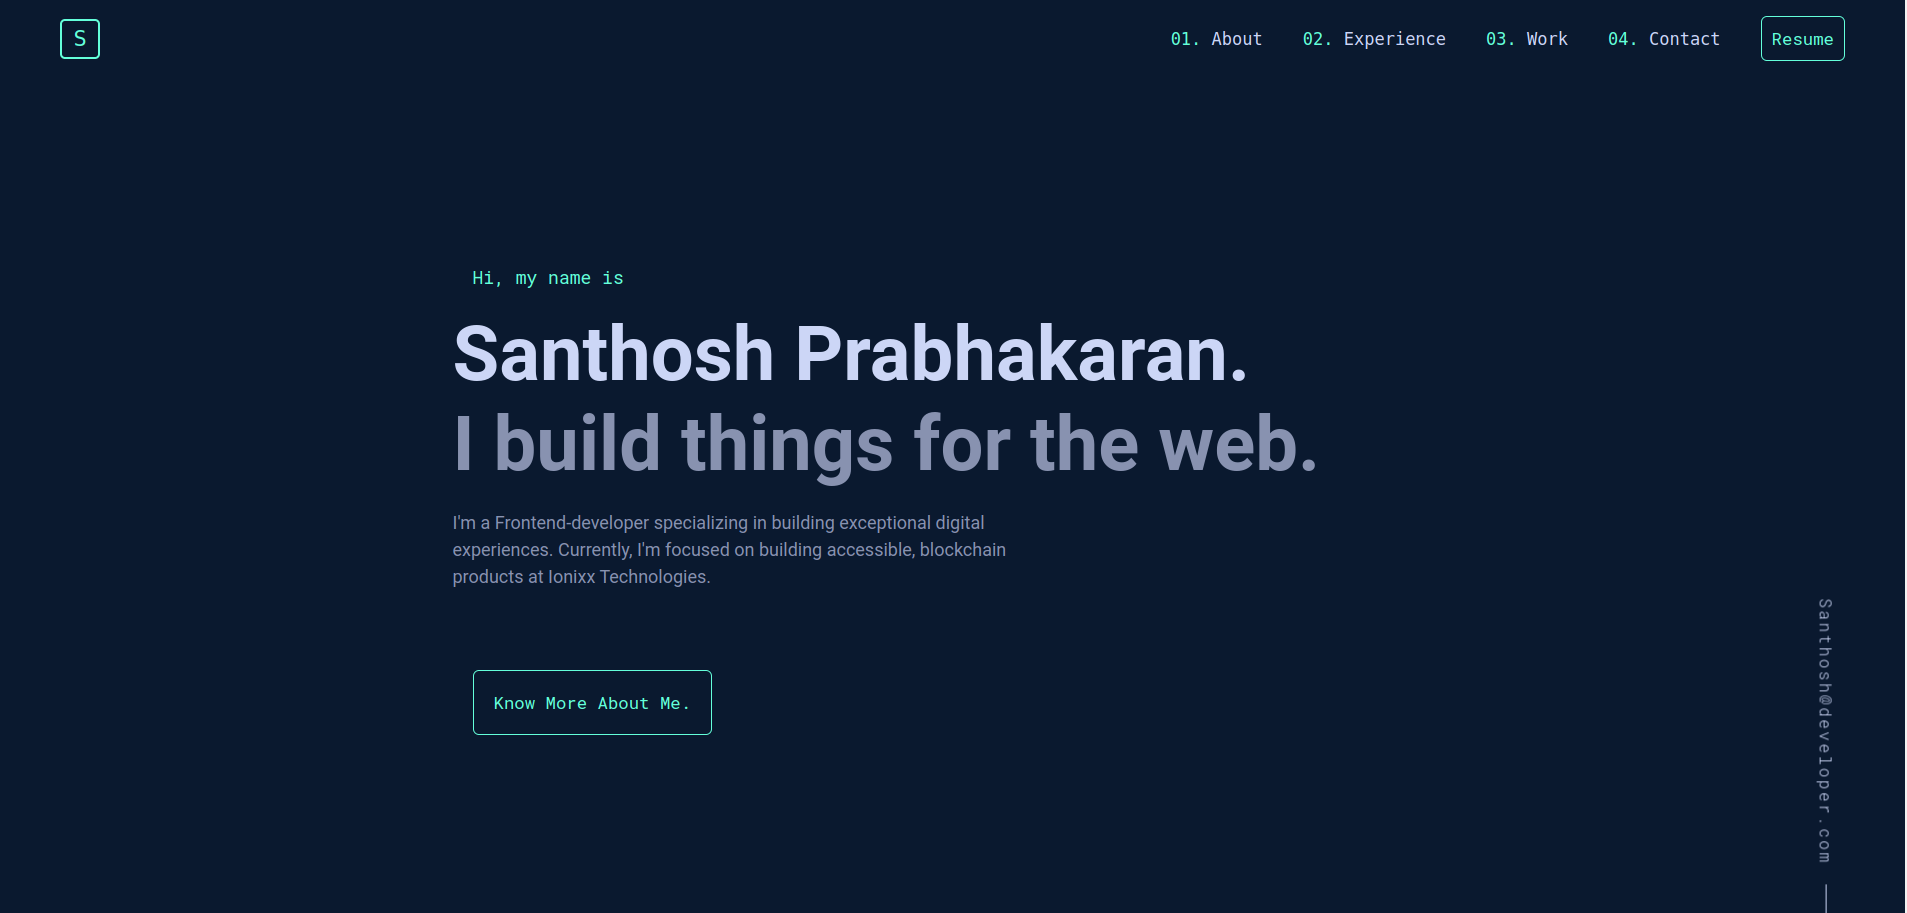 S
01. About 02. Experience 03. Work 04. Contact Resume
Hi, my name is
Santhosh Prabhakaran.
I build things for the web.
I'm a Frontend-developer specializing in building exceptional digital
experiences. Currently, I'm focused on building accessible, blockchain
products at Ionixx Technologies.
Know More About Me.
Santhosh@developer.com